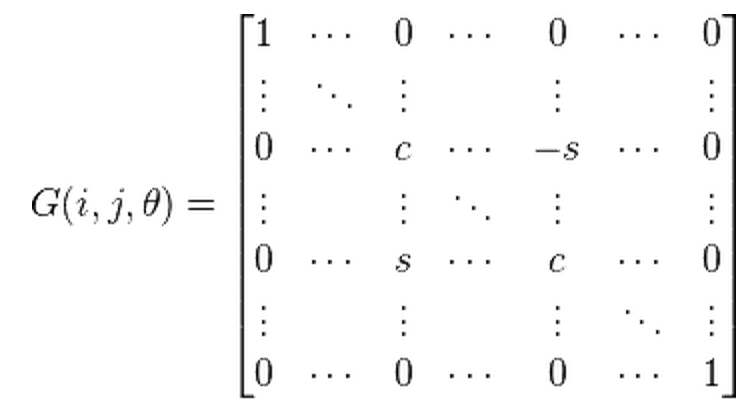 1 ⋯ 0 ⋯ 0 ⋯ 0
⋮ ⋱ ⋮ ⋮ ⋮
0 ⋯ c ⋯ −s ⋯ 0
G(i, j, θ) = ⋮ ⋮ ⋱ ⋮ ⋮
0 ⋯ s ⋯ c ⋯ 0
⋮ ⋮ ⋮ ⋱ ⋮
0 ⋯ 0 ⋯ 0 ⋯ 1